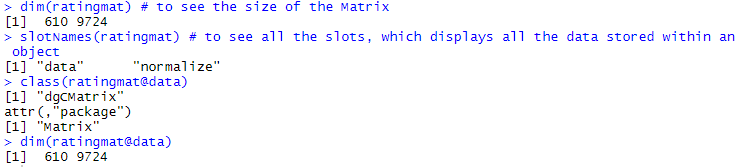 > dim(ratingmat) # to see the size of the Matrix
[1]  610 9724
> slotNames(ratingmat) # to see all the slots, which displays all the data stored within an
 object
[1] "data"      "normalize"
> class(ratingmat@data)
[1] "dgCMatrix"
attr(,"package")
[1] "Matrix"
> dim(ratingmat@data)
[1]  610 9724